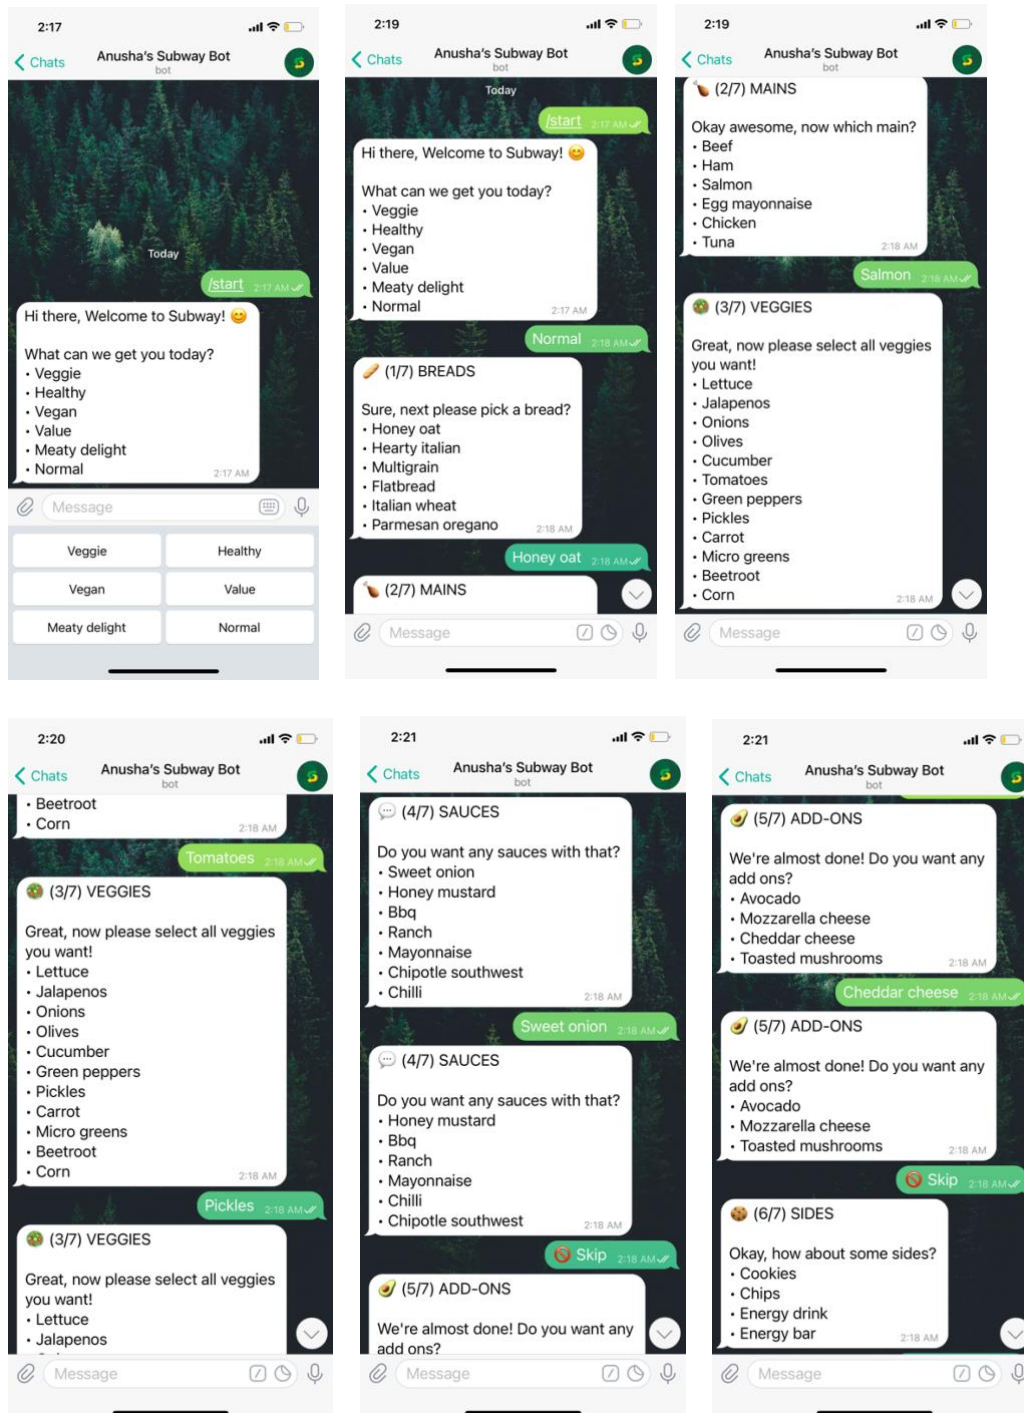 2:17
Chats
Anusha's Subway Bot
bot
Today
/start 2:17 AM
Hi there, Welcome to Subway! 😊
What can we get you today?
• Veggie
• Healthy
• Vegan
• Value
• Meaty delight
• Normal
2:17 AM
Message
Veggie
Healthy
Vegan
Value
Meaty delight
Normal
2:19
Chats
Anusha's Subway Bot
bot
Today
/start 2:17 AM
Hi there, Welcome to Subway! 😊
What can we get you today?
• Veggie
• Healthy
• Vegan
• Value
• Meaty delight
• Normal
2:17 AM
Normal 2:18 AM
🥖 (1/7) BREADS
Sure, next please pick a bread?
• Honey oat
• Hearty italian
• Multigrain
• Flatbread
• Italian wheat
• Parmesan oregano
2:18 AM
Honey oat 2:18 AM
🍗 (2/7) MAINS
Message
2:19
Chats
Anusha's Subway Bot
bot
🍗 (2/7) MAINS
Okay awesome, now which main?
• Beef
• Ham
• Salmon
• Egg mayonnaise
• Chicken
• Tuna
2:18 AM
Salmon 2:18 AM
🥗 (3/7) VEGGIES
Great, now please select all veggies
you want!
• Lettuce
• Jalapenos
• Onions
• Olives
• Cucumber
• Tomatoes
• Green peppers
• Pickles
• Carrot
• Micro greens
• Beetroot
• Corn
2:18 AM
Message
2:20
Chats
Anusha's Subway Bot
bot
• Beetroot
• Corn
2:18 AM
Tomatoes 2:18 AM
🥗 (3/7) VEGGIES
Great, now please select all veggies
you want!
• Lettuce
• Jalapenos
• Onions
• Olives
• Cucumber
• Green peppers
• Pickles
• Carrot
• Micro greens
• Beetroot
• Corn
2:18 AM
Pickles 2:18 AM
🥗 (3/7) VEGGIES
Great, now please select all veggies
you want!
• Lettuce
• Jalapenos
Message
2:21
Chats
Anusha's Subway Bot
bot
💬 (4/7) SAUCES
Do you want any sauces with that?
• Sweet onion
• Honey mustard
• Bbq
• Ranch
• Mayonnaise
• Chipotle southwest
• Chilli
2:18 AM
Sweet onion 2:18 AM
💬 (4/7) SAUCES
Do you want any sauces with that?
• Honey mustard
• Bbq
• Ranch
• Mayonnaise
• Chilli
• Chipotle southwest
2:18 AM
🚫 Skip 2:18 AM
🥑 (5/7) ADD-ONS
We're almost done! Do you want any
add ons?
Message
2:21
Chats
Anusha's Subway Bot
bot
🥑 (5/7) ADD-ONS
We're almost done! Do you want any
add ons?
• Avocado
• Mozzarella cheese
• Cheddar cheese
• Toasted mushrooms
2:18 AM
Cheddar cheese 2:18 AM
🥑 (5/7) ADD-ONS
We're almost done! Do you want any
add ons?
• Avocado
• Mozzarella cheese
• Toasted mushrooms
2:18 AM
🚫 Skip 2:18 AM
🍪 (6/7) SIDES
Okay, how about some sides?
• Cookies
• Chips
• Energy drink
• Energy bar
2:18 AM
Message